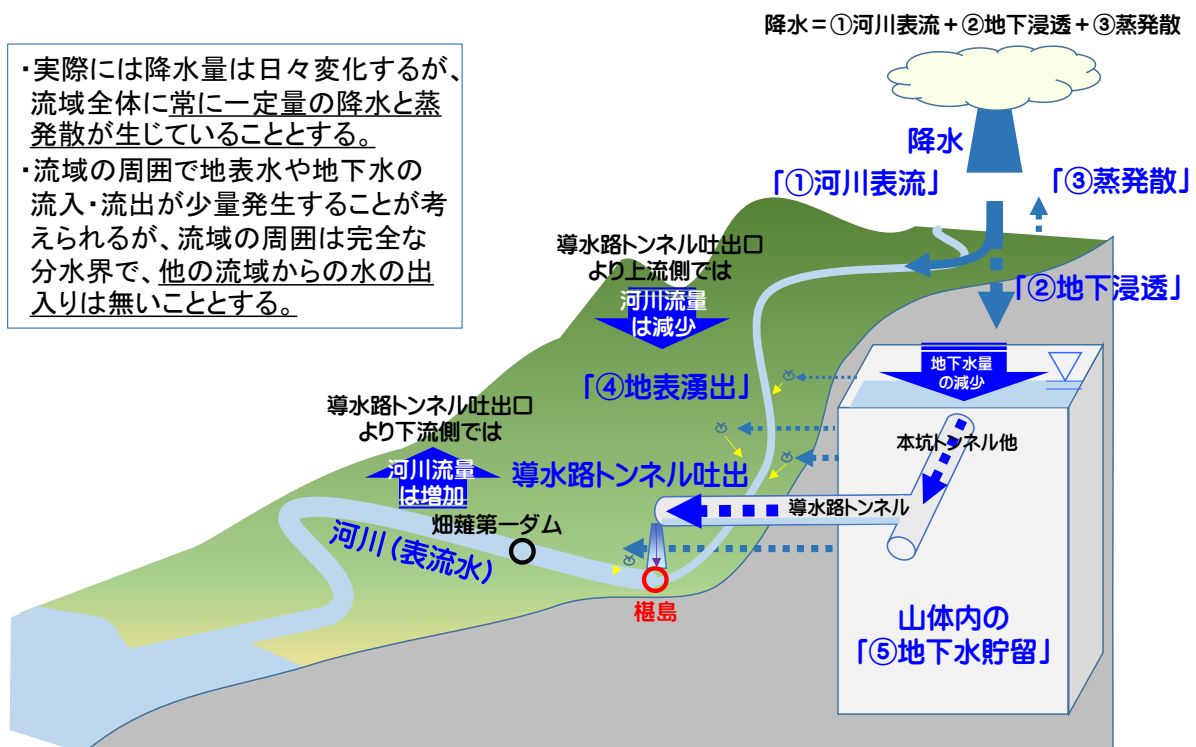 降水＝①河川表流＋②地下浸透＋③蒸発散
・実際には降水量は日々変化するが、
流域全体に常に一定量の降水と蒸
発散が生じていることとする。
・流域の周囲で地表水や地下水の
流入・流出が少量発生することが考
えられるが、流域の周囲は完全な
分水界で、他の流域からの水の出
入りは無いこととする。
降水
「①河川表流」
「③蒸発散」
導水路トンネル吐出口
より上流側では
河川流量
は減少
「②地下浸透」
地下水量
の減少
「④地表湧出」
導水路トンネル吐出口
より下流側では
河川流量
は増加
本坑トンネル他
導水路トンネル吐出
導水路トンネル
畑薙第一ダム
河川（表流水）
椹島
山体内の
「⑤地下水貯留」